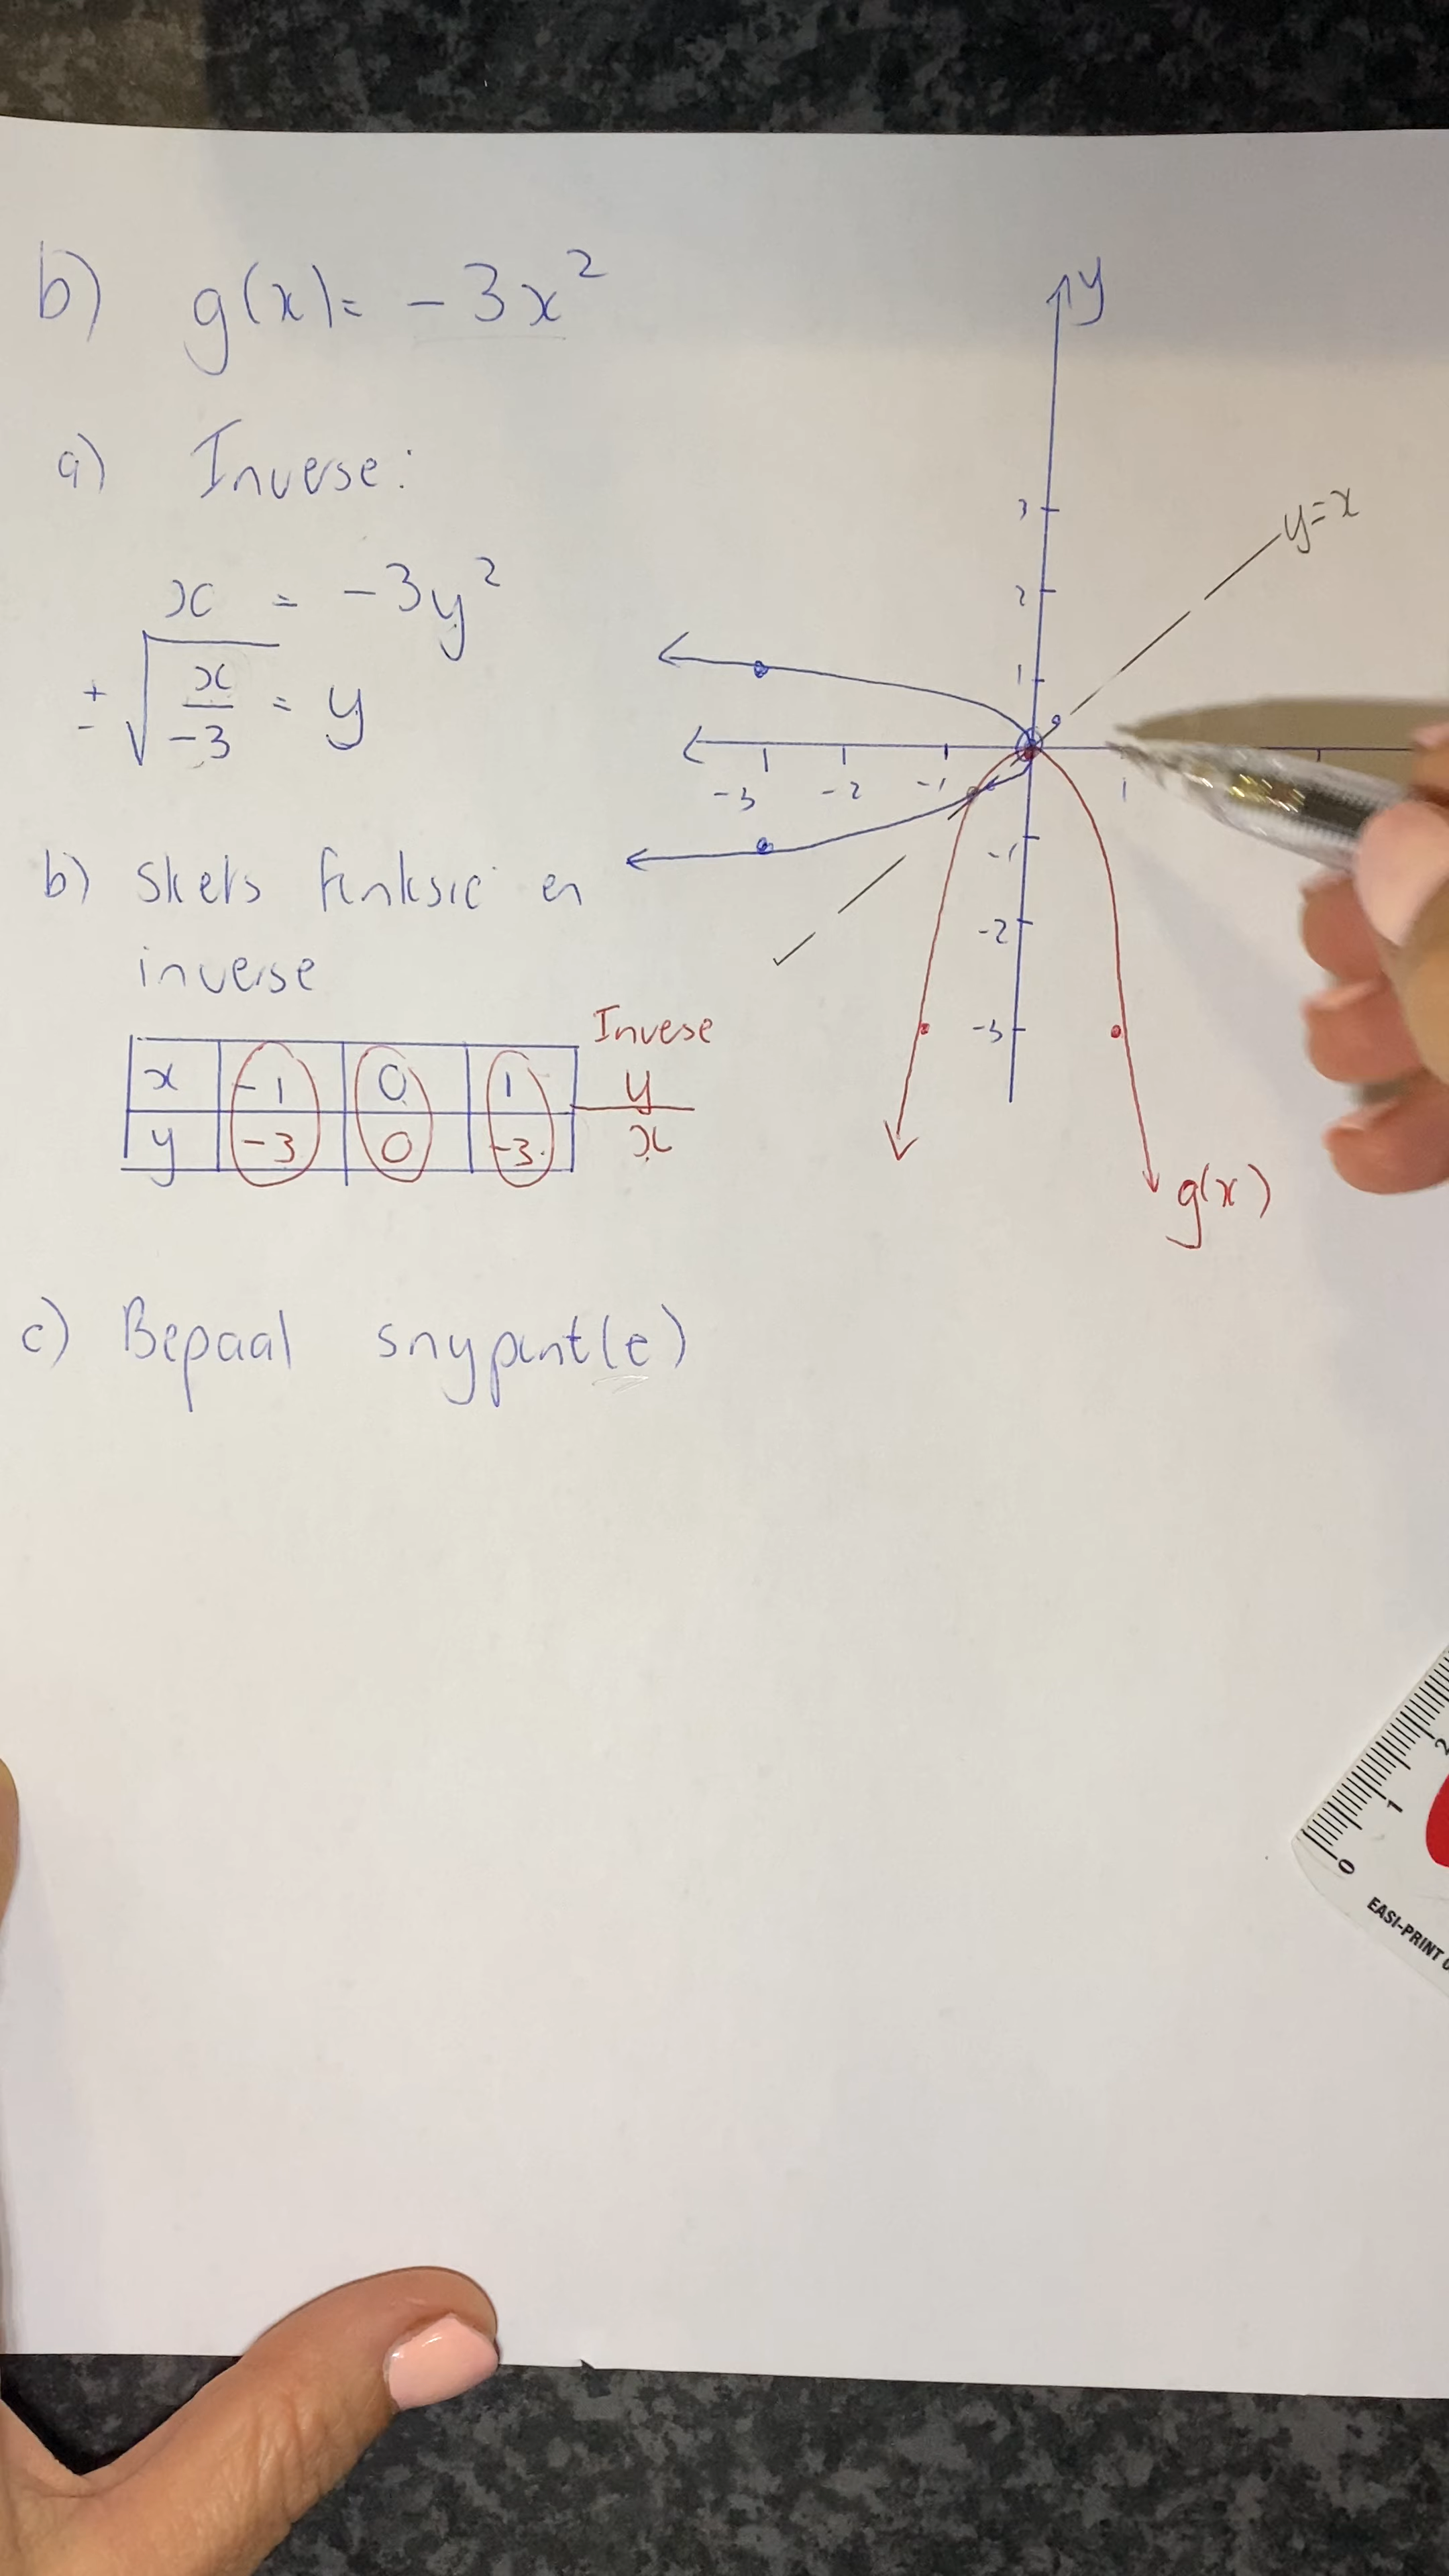 b) g(x) = -3x²
a) Inverse:
x = -3y²
± √(x/-3) = y
b) Skets funksie en
inverse
Invese
x | -1 | 0 | 1 | y
y | -3 | 0 | -3 | x
c) Bepaal snypunt(e)
y
3
2
1
y=x
-3 -2 -1 1
-1
-2
-3
g(x)
2
1
0
EASI-PRINT